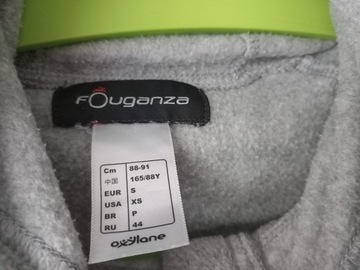 FOuganza
Cm 88-91
中国 165/88Y
EUR S
USA XS
BR P
RU 44
oxylane